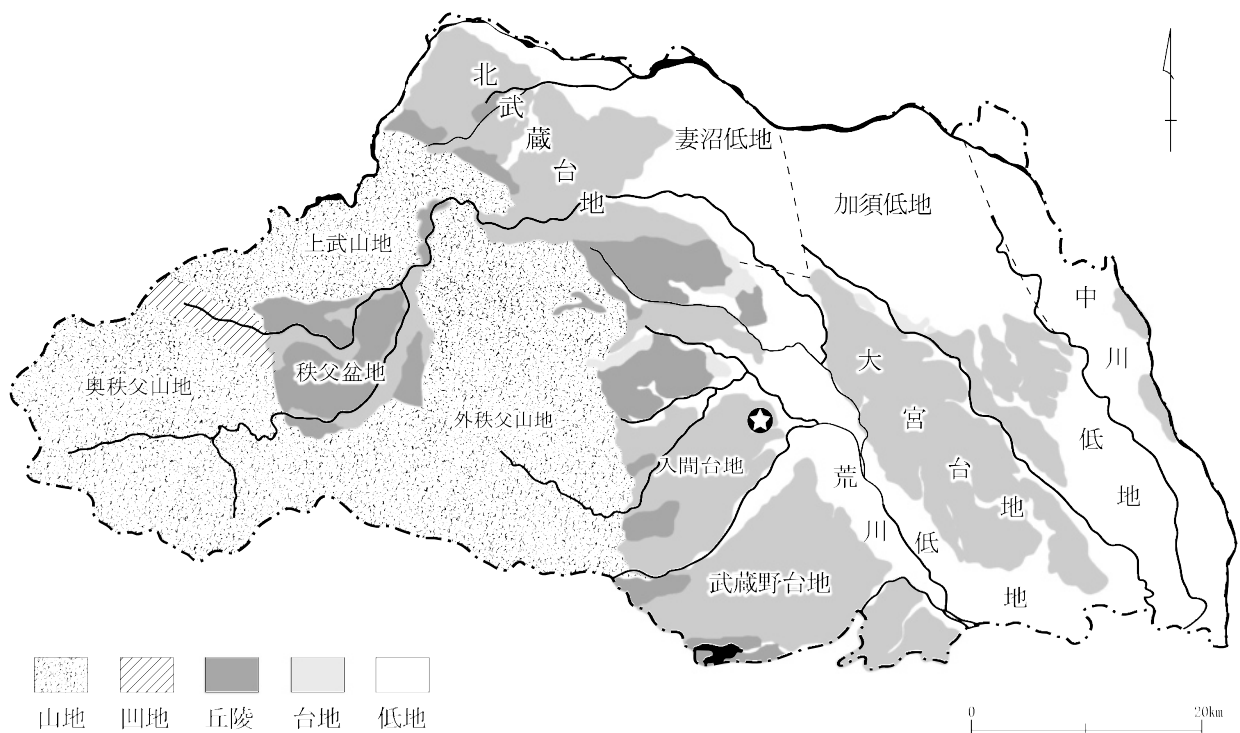 北武蔵台地
妻沼低地
加須低地
上武山地
中川低地
秩父盆地
奥秩父山地
大宮台地
外秩父山地
入間台地
荒川低地
武蔵野台地
山地
凹地
丘陵
台地
低地
0
20km